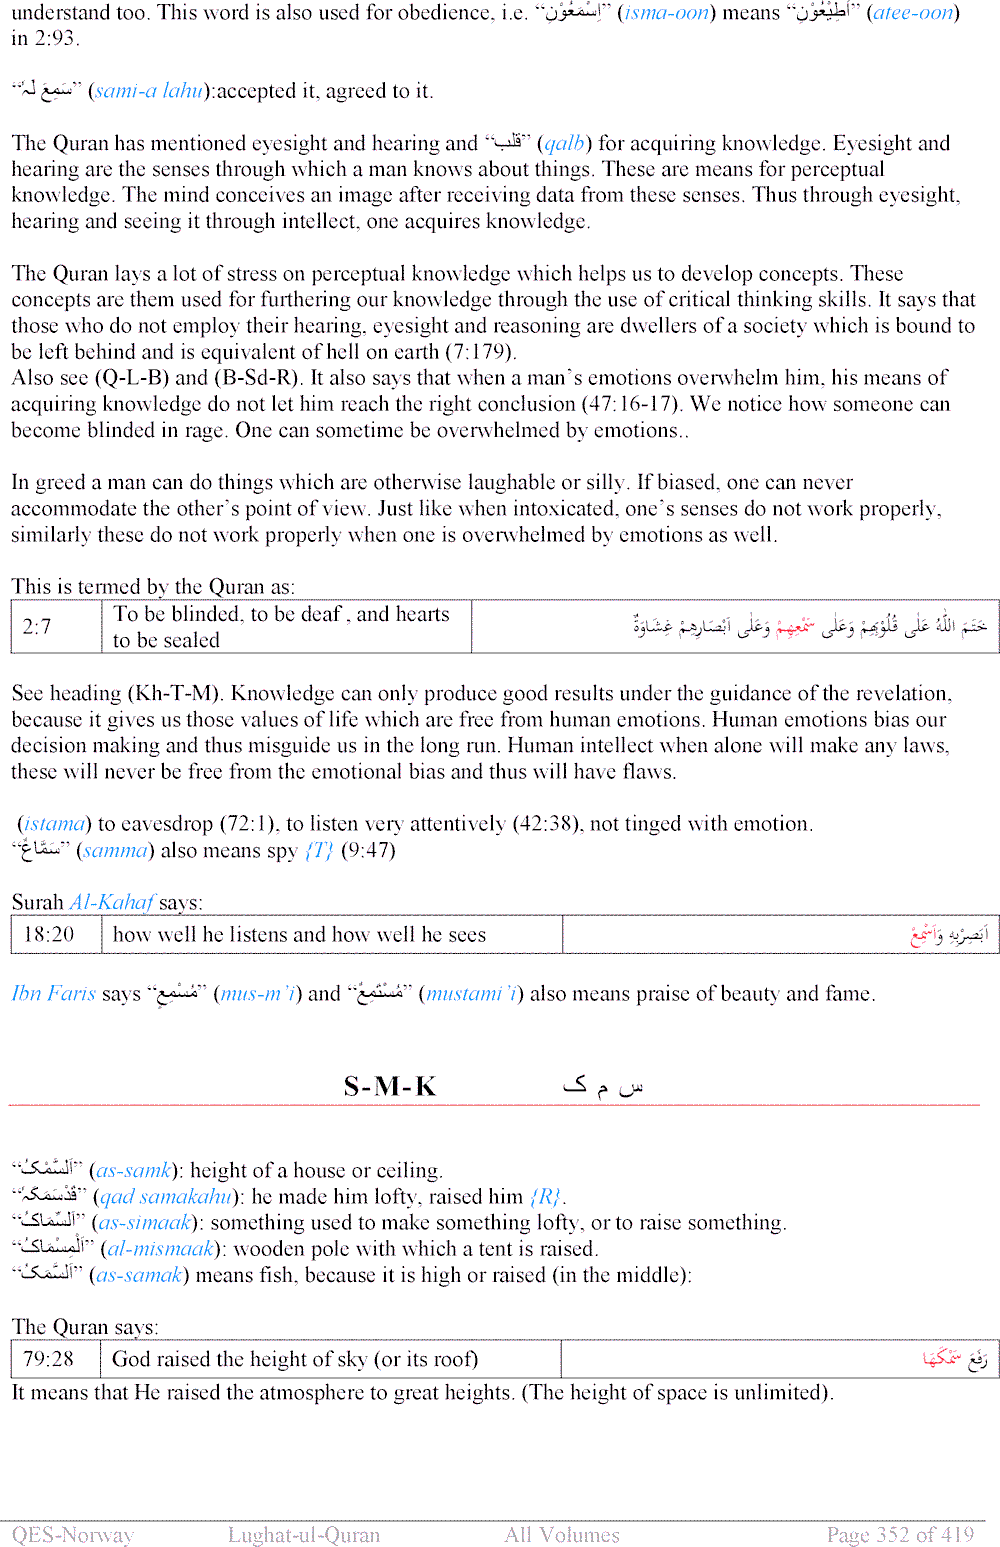 understand too. This word is also used for obedience, i.e. “اِسْمَعُوْنِ” (isma-oon) means “اَطِيْعُوْنِ” (atee-oon)
in 2:93.
“سَمِعَ لَہٗ” (sami-a lahu):accepted it, agreed to it.
The Quran has mentioned eyesight and hearing and “قَلْب” (qalb) for acquiring knowledge. Eyesight and
hearing are the senses through which a man knows about things. These are means for perceptual
knowledge. The mind conceives an image after receiving data from these senses. Thus through eyesight,
hearing and seeing it through intellect, one acquires knowledge.
The Quran lays a lot of stress on perceptual knowledge which helps us to develop concepts. These
concepts are them used for furthering our knowledge through the use of critical thinking skills. It says that
those who do not employ their hearing, eyesight and reasoning are dwellers of a society which is bound to
be left behind and is equivalent of hell on earth (7:179).
Also see (Q-L-B) and (B-Sd-R). It also says that when a man’s emotions overwhelm him, his means of
acquiring knowledge do not let him reach the right conclusion (47:16-17). We notice how someone can
become blinded in rage. One can sometime be overwhelmed by emotions..
In greed a man can do things which are otherwise laughable or silly. If biased, one can never
accommodate the other’s point of view. Just like when intoxicated, one’s senses do not work properly,
similarly these do not work properly when one is overwhelmed by emotions as well.
This is termed by the Quran as:
2:7 To be blinded, to be deaf , and hearts to be sealed خَتَمَ اللّٰهُ عَلٰى قُلُوْبِهِمْ وَعَلٰى سَمْعِهِمْ وَعَلٰى اَبْصَارِهِمْ غِشَاوَةٌ
See heading (Kh-T-M). Knowledge can only produce good results under the guidance of the revelation,
because it gives us those values of life which are free from human emotions. Human emotions bias our
decision making and thus misguide us in the long run. Human intellect when alone will make any laws,
these will never be free from the emotional bias and thus will have flaws.
(istama) to eavesdrop (72:1), to listen very attentively (42:38), not tinged with emotion.
“سَمَّاعٌ” (samma) also means spy {T} (9:47)
Surah Al-Kahaf says:
18:20 how well he listens and how well he sees اَبْصِرْبِهٖ وَاَسْمِعْ
Ibn Faris says “مُسْمِعٍ” (mus-m’i) and “مُسْتَمِعٌ” (mustami’i) also means praise of beauty and fame.
S-M-K س م ک
“اَلسَّمْکُ” (as-samk): height of a house or ceiling.
“قَدْسَمَکَہٗ” (qad samakahu): he made him lofty, raised him {R}.
“اَلسِّمَاکُ” (as-simaak): something used to make something lofty, or to raise something.
“اَلْمِسْمَاکُ” (al-mismaak): wooden pole with which a tent is raised.
“اَلسَّمَکُ” (as-samak) means fish, because it is high or raised (in the middle):
The Quran says:
79:28 God raised the height of sky (or its roof) رَفَعَ سَمْكَهَا
It means that He raised the atmosphere to great heights. (The height of space is unlimited).
QES-Norway Lughat-ul-Quran All Volumes Page 352 of 419